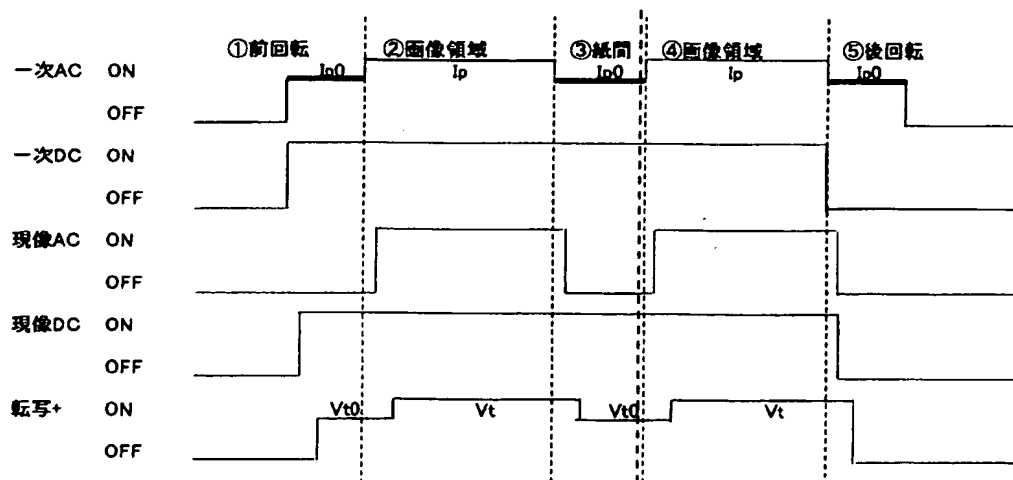 ①前回転 ②画像領域 ③紙間 ④画像領域 ⑤後回転
一次AC ON Ip0 Ip Ip0 Ip Ip0
OFF
一次DC ON
OFF
現像AC ON
OFF
現像DC ON
OFF
転写+ ON Vt0 Vt Vt0 Vt
OFF